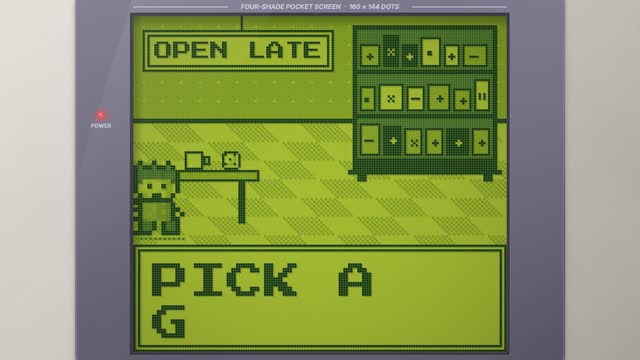 FOUR-SHADE POCKET SCREEN · 160 × 144 DOTS
OPEN LATE
POWER
PICK A
G